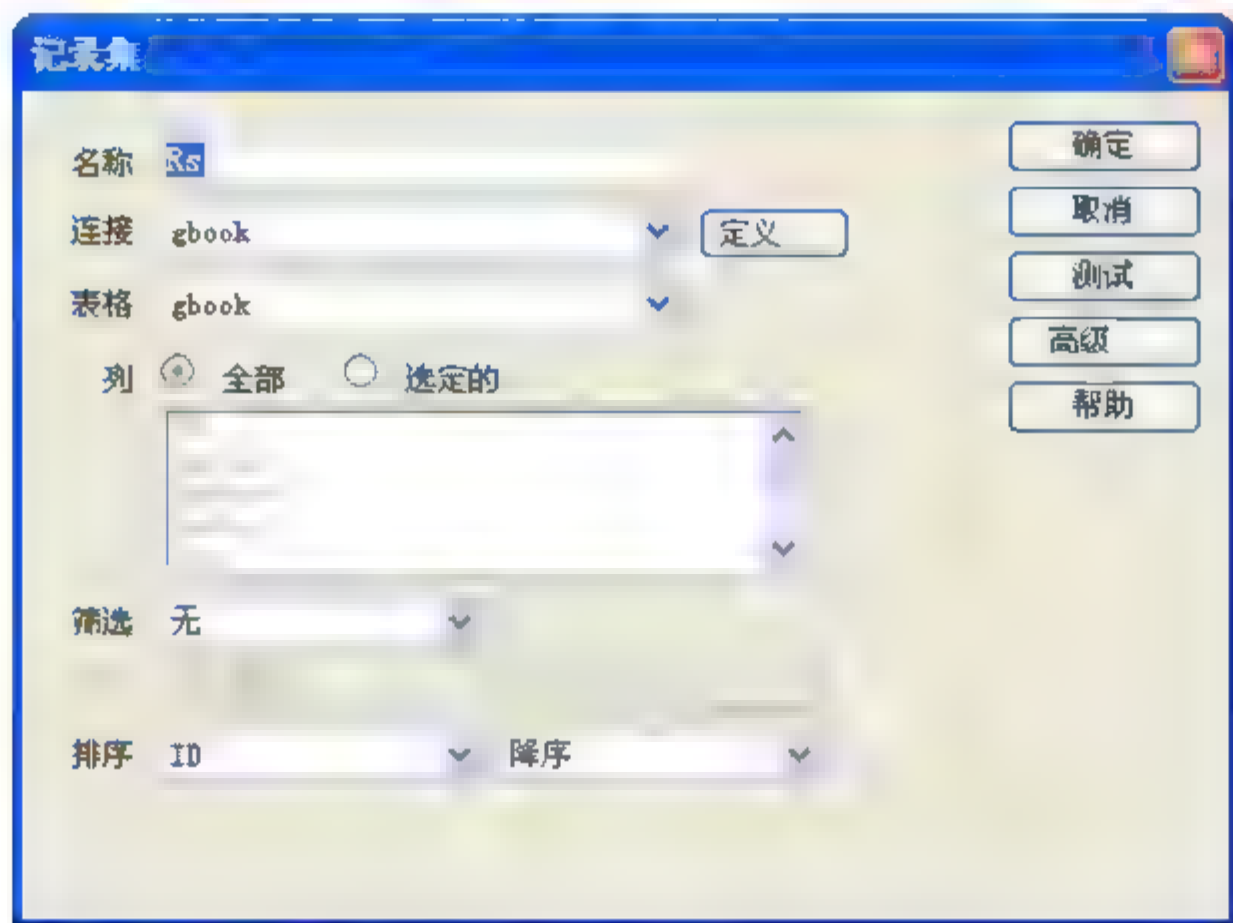 记录集
名称 Rs
连接 gbook 定义
表格 gbook
列 全部 选定的
筛选 无
排序 ID 降序
确定
取消
测试
高级
帮助